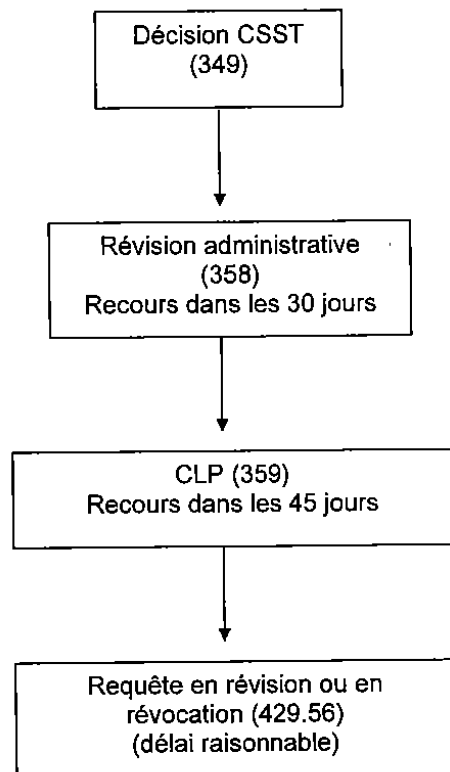 Décision CSST
(349)
Révision administrative
(358)
Recours dans les 30 jours
CLP (359)
Recours dans les 45 jours
Requête en révision ou en
révocation (429.56)
(délai raisonnable)